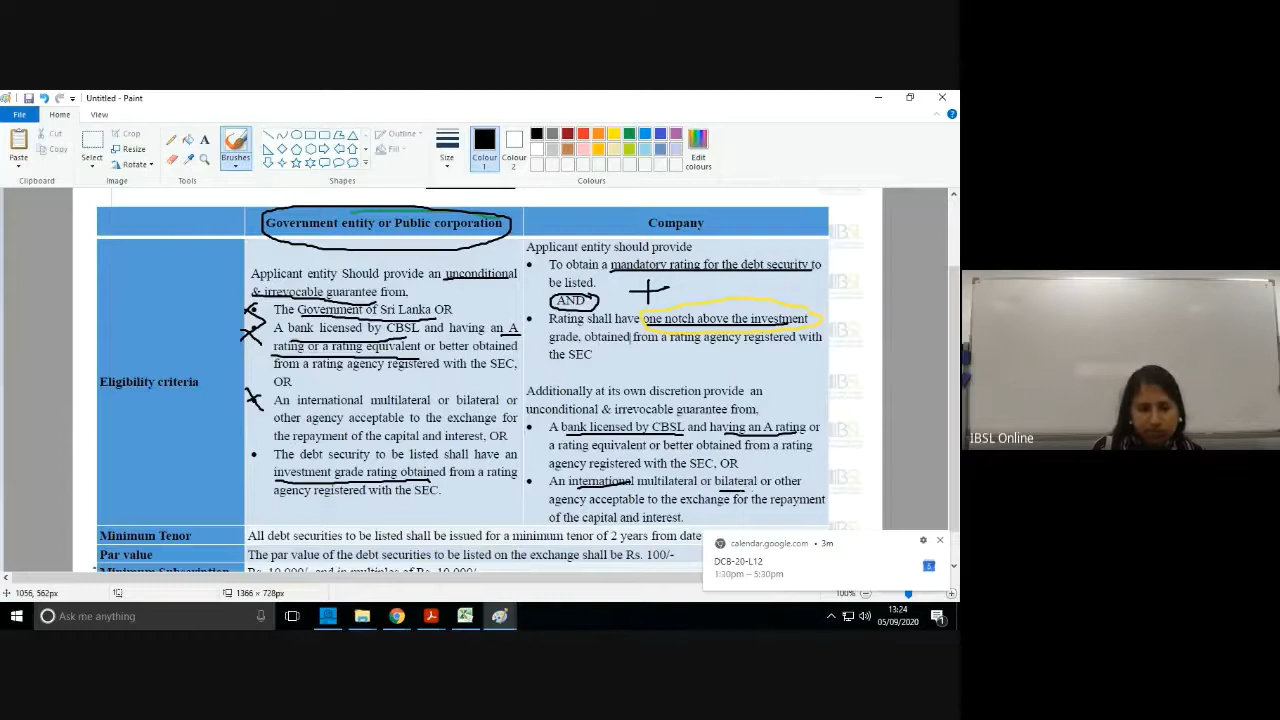 Untitled - Paint
File
Home
View
Paste
Cut
Copy
Clipboard
Select
Crop
Resize
Rotate
Image
Tools
Brushes
Shapes
Outline
Fill
Size
Colour 1
Colour 2
Edit colours
Colours
Government entity or Public corporation
Company
Eligibility criteria
Applicant entity Should provide an unconditional
& irrevocable guarantee from.
The Government of Sri Lanka OR
A bank licensed by CBSL and having an A
rating or a rating equivalent or better obtained
from a rating agency registered with the SEC,
OR
An international multilateral or bilateral or
other agency acceptable to the exchange for
the repayment of the capital and interest, OR
The debt security to be listed shall have an
investment grade rating obtained from a rating
agency registered with the SEC.
Applicant entity should provide
To obtain a mandatory rating for the debt security to
be listed.
AND
Rating shall have one notch above the investment
grade, obtained from a rating agency registered with
the SEC
Additionally at its own discretion provide an
unconditional & irrevocable guarantee from,
A bank licensed by CBSL and having an A rating or
a rating equivalent or better obtained from a rating
agency registered with the SEC, OR
An international multilateral or bilateral or other
agency acceptable to the exchange for the repayment
of the capital and interest.
Minimum Tenor
All debt securities to be listed shall be issued for a minimum tenor of 2 years from date
Par value
The par value of the debt securities to be listed on the exchange shall be Rs. 100/-
Minimum Subscription
Rs. 10,000/- and in multiples of Rs. 10,000/-
calendar.google.com • 3m
DCB-20-L12
1:30pm – 5:30pm
1056, 562px
1366 × 728px
100%
Ask me anything
13:24
05/09/2020
IBSL Online